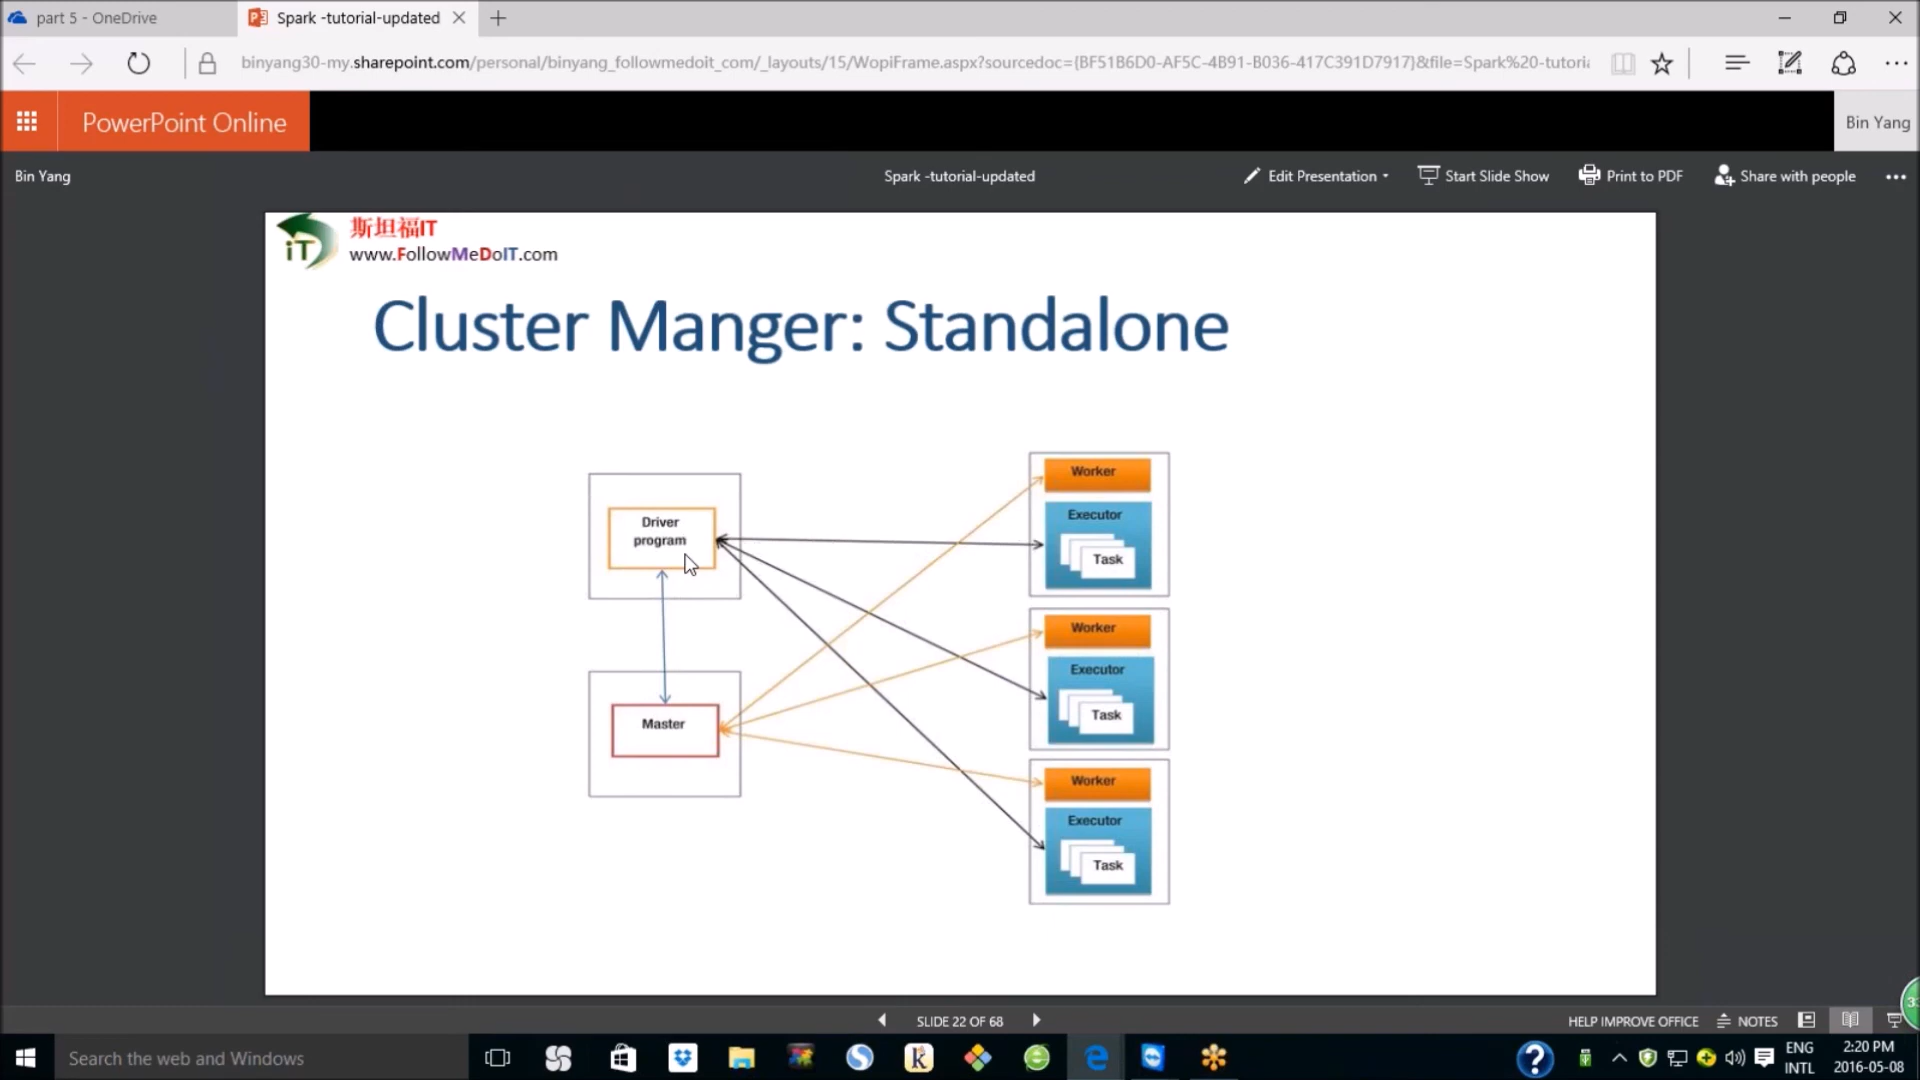 part 5 - OneDrive
Spark -tutorial-updated
binyang30-my.sharepoint.com/personal/binyang_followmedoit_com/_layouts/15/WopiFrame.aspx?sourcedoc={BF51B6D0-AF5C-4B91-B036-417C391D7917}&file=Spark%20-tutoria
PowerPoint Online
Bin Yang
Bin Yang
Spark -tutorial-updated
Edit Presentation
Start Slide Show
Print to PDF
Share with people
iT
斯坦福IT
www.FollowMeDoIT.com
Cluster Manger: Standalone
Driver
program
Master
Worker
Executor
Task
Worker
Executor
Task
Worker
Executor
Task
SLIDE 22 OF 68
HELP IMPROVE OFFICE
NOTES
Search the web and Windows
ENG
INTL
2:20 PM
2016-05-08